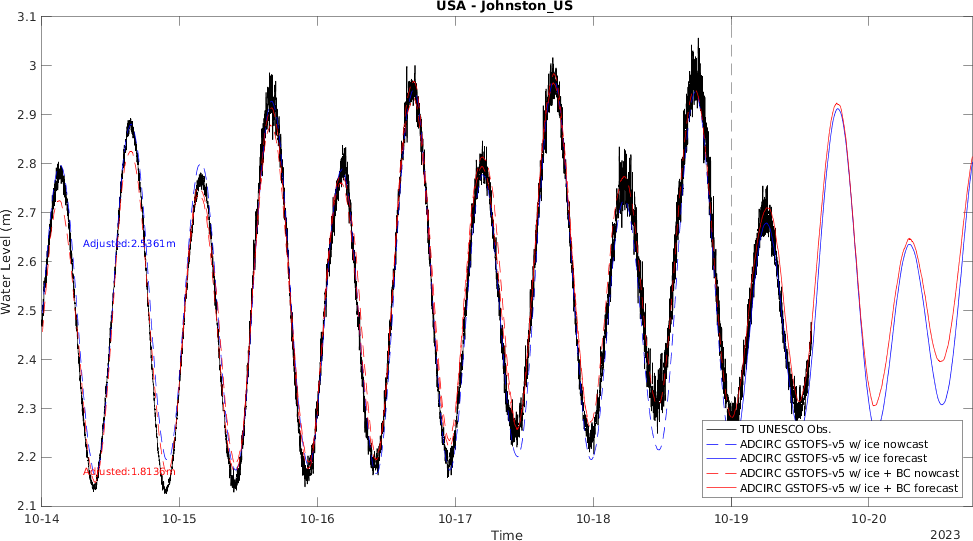 USA - Johnston_US
3.1
3
2.9
2.8
2.7
2.6
2.5
2.4
2.3
2.2
2.1
Water Level (m)
Adjusted:2.5361m
Adjusted:1.8136m
TD UNESCO Obs.
ADCIRC GSTOFS-v5 w/ ice nowcast
ADCIRC GSTOFS-v5 w/ ice forecast
ADCIRC GSTOFS-v5 w/ ice + BC nowcast
ADCIRC GSTOFS-v5 w/ ice + BC forecast
10-14 10-15 10-16 10-17 10-18 10-19 10-20
Time
2023